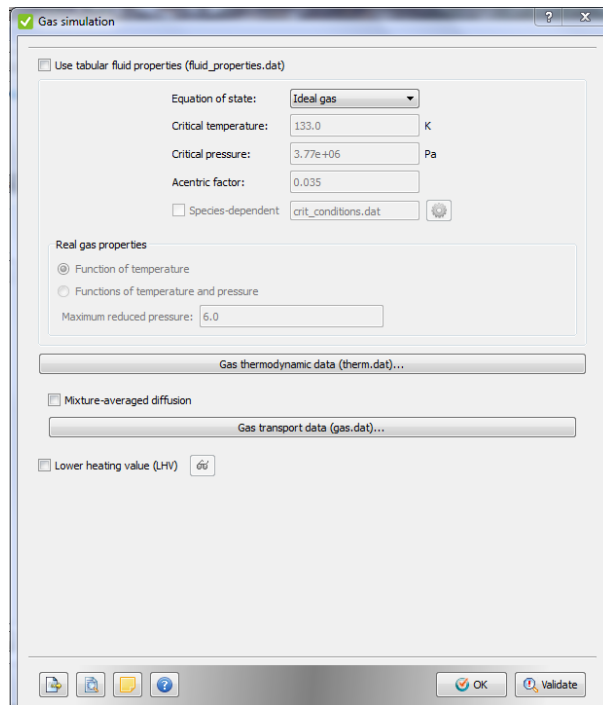 Gas simulation
Use tabular fluid properties (fluid_properties.dat)
Equation of state: Ideal gas
Critical temperature: 133.0 K
Critical pressure: 3.77e+06 Pa
Acentric factor: 0.035
Species-dependent crit_conditions.dat
Real gas properties
Function of temperature
Functions of temperature and pressure
Maximum reduced pressure: 6.0
Gas thermodynamic data (therm.dat)...
Mixture-averaged diffusion
Gas transport data (gas.dat)...
Lower heating value (LHV)
OK Validate